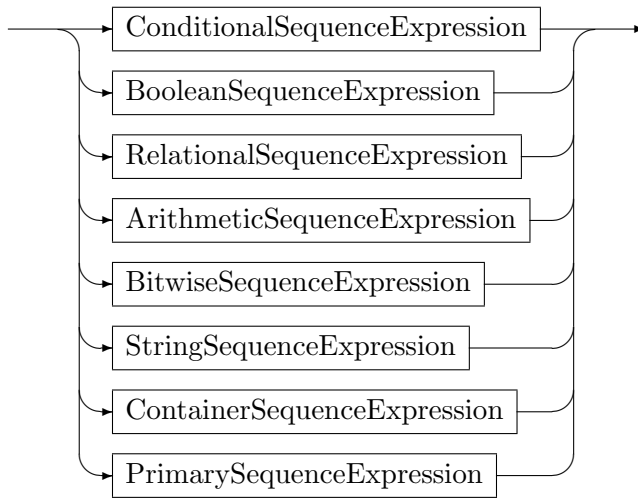 ConditionalSequenceExpression
BooleanSequenceExpression
RelationalSequenceExpression
ArithmeticSequenceExpression
BitwiseSequenceExpression
StringSequenceExpression
ContainerSequenceExpression
PrimarySequenceExpression